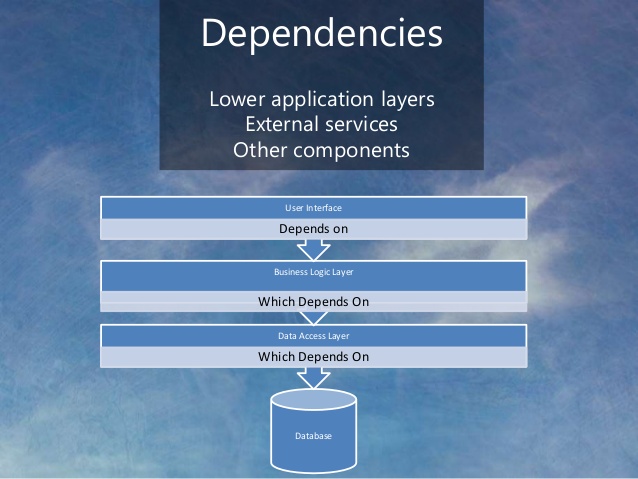 Dependencies
Lower application layers
External services
Other components
User Interface
Depends on
Business Logic Layer
Which Depends On
Data Access Layer
Which Depends On
Database